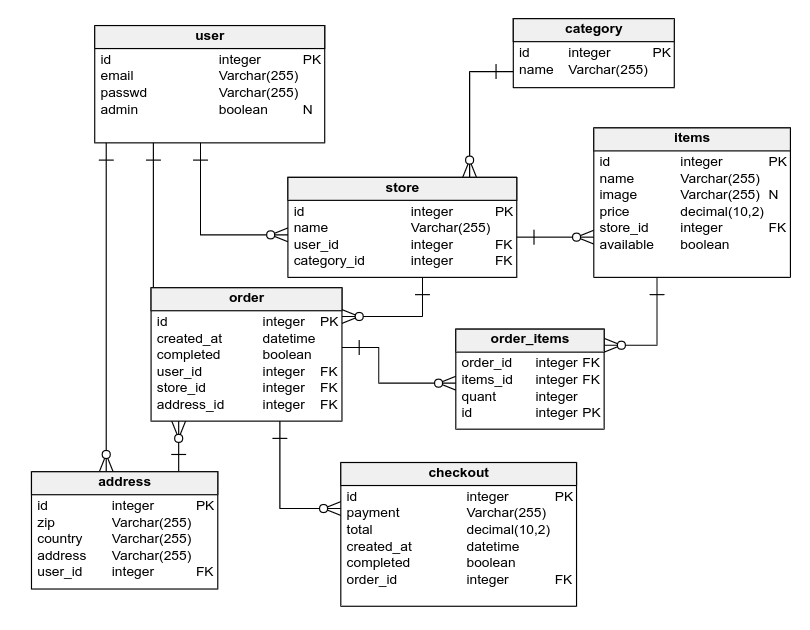 user
id integer PK
email Varchar(255)
passwd Varchar(255)
admin boolean N
category
id integer PK
name Varchar(255)
items
id integer PK
name Varchar(255)
image Varchar(255) N
price decimal(10,2)
store_id integer FK
available boolean
store
id integer PK
name Varchar(255)
user_id integer FK
category_id integer FK
order
id integer PK
created_at datetime
completed boolean
user_id integer FK
store_id integer FK
address_id integer FK
order_items
order_id integer FK
items_id integer FK
quant integer
id integer PK
address
id integer PK
zip Varchar(255)
country Varchar(255)
address Varchar(255)
user_id integer FK
checkout
id integer PK
payment Varchar(255)
total decimal(10,2)
created_at datetime
completed boolean
order_id integer FK